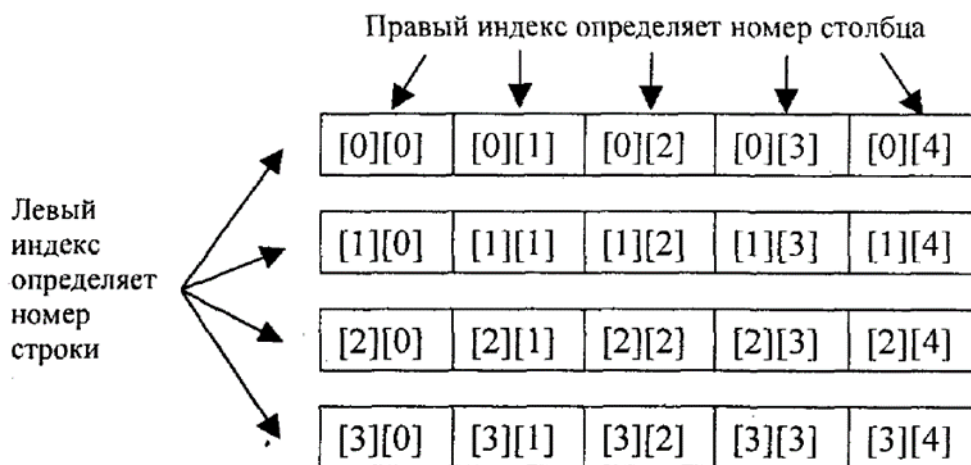 Правый индекс определяет номер столбца
[0][0] [0][1] [0][2] [0][3] [0][4]
Левый
индекс
определяет
номер
строки
[1][0] [1][1] [1][2] [1][3] [1][4]
[2][0] [2][1] [2][2] [2][3] [2][4]
[3][0] [3][1] [3][2] [3][3] [3][4]